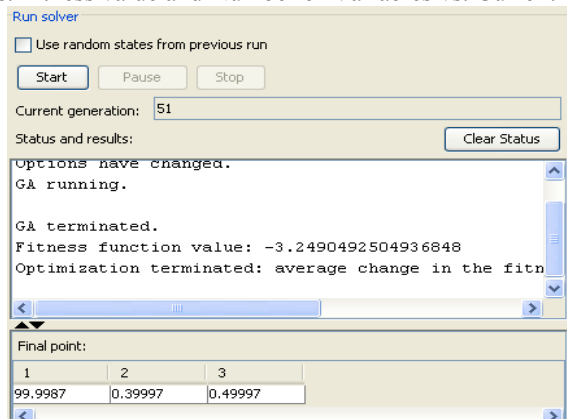 Run solver
Use random states from previous run
Start Pause Stop
Current generation: 51
Status and results: Clear Status
Options have changed.
GA running.
GA terminated.
Fitness function value: -3.2490492504936848
Optimization terminated: average change in the fitn
Final point:
1 2 3
99.9987 0.39997 0.49997